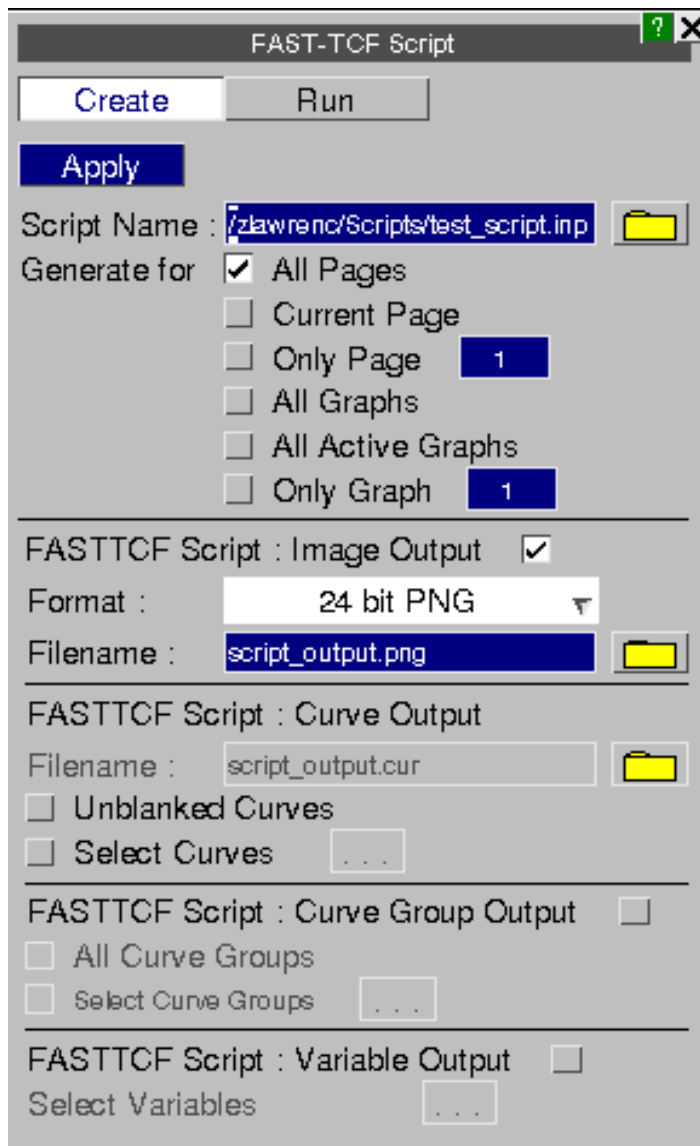 FAST-TCF Script ?
Create Run
Apply
Script Name : /zlawrenc/Scripts/test_script.inp
Generate for All Pages
Current Page
Only Page 1
All Graphs
All Active Graphs
Only Graph 1
FASTTCF Script : Image Output
Format : 24 bit PNG
Filename : script_output.png
FASTTCF Script : Curve Output
Filename : script_output.cur
Unblanked Curves
Select Curves . . .
FASTTCF Script : Curve Group Output
All Curve Groups
Select Curve Groups . . .
FASTTCF Script : Variable Output
Select Variables . . .